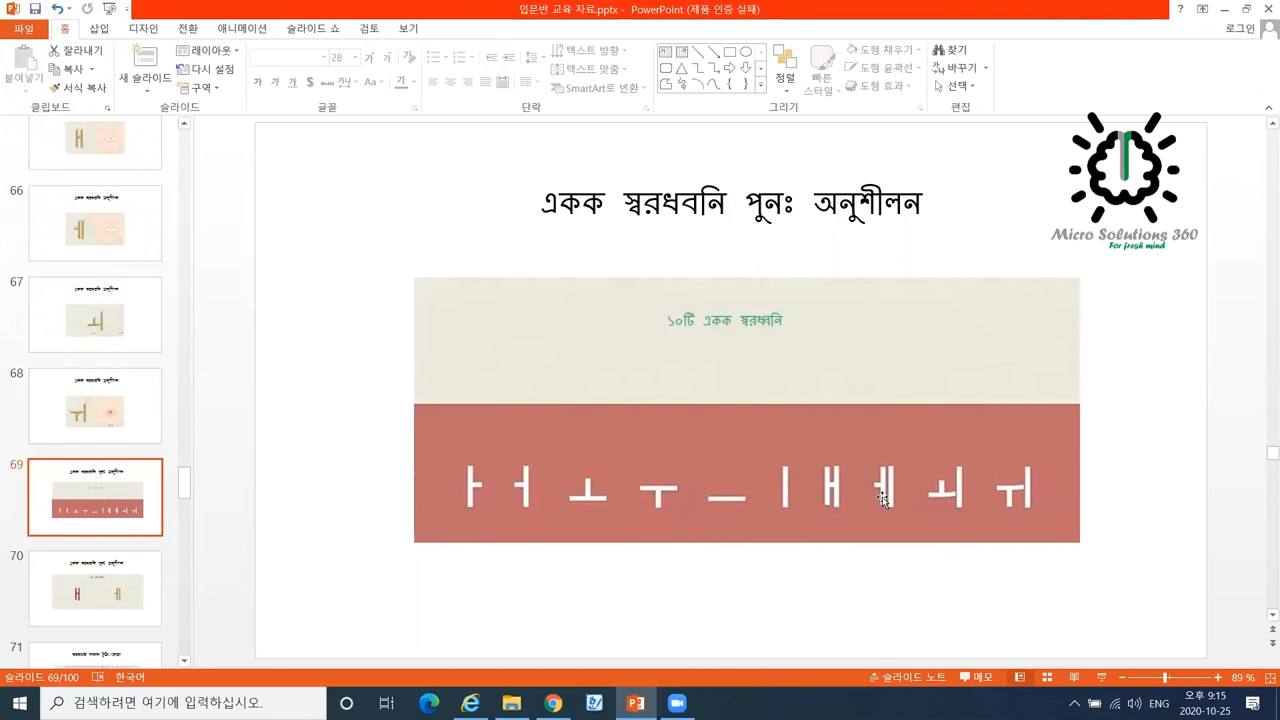 입문반 교육 자료.pptx - PowerPoint (제품 인증 실패)
파일 홈 삽입 디자인 전환 애니메이션 슬라이드 쇼 검토 보기 로그인
붙여넣기 잘라내기 복사 서식 복사 클립보드
새 슬라이드 레이아웃 다시 설정 구역 슬라이드
28 가 가 가 가 가 Aa 가 글꼴
텍스트 방향 텍스트 맞춤 SmartArt로 변환 단락
정렬 빠른 스타일 도형 채우기 도형 윤곽선 도형 효과 그리기
찾기 바꾸기 선택 편집
66
67
68
69
70
71
একক স্বরধ্বনি পুনঃ অনুশীলন
Micro Solutions 360
For fresh mind
১০টি একক স্বরধ্বনি
ㅏ ㅓ ㅗ ㅜ ㅡ ㅣ ㅐ ㅔ ㅚ ㅟ
슬라이드 69/100 한국어 슬라이드 노트 메모 89 %
검색하려면 여기에 입력하십시오. ENG 오후 9:15
2020-10-25